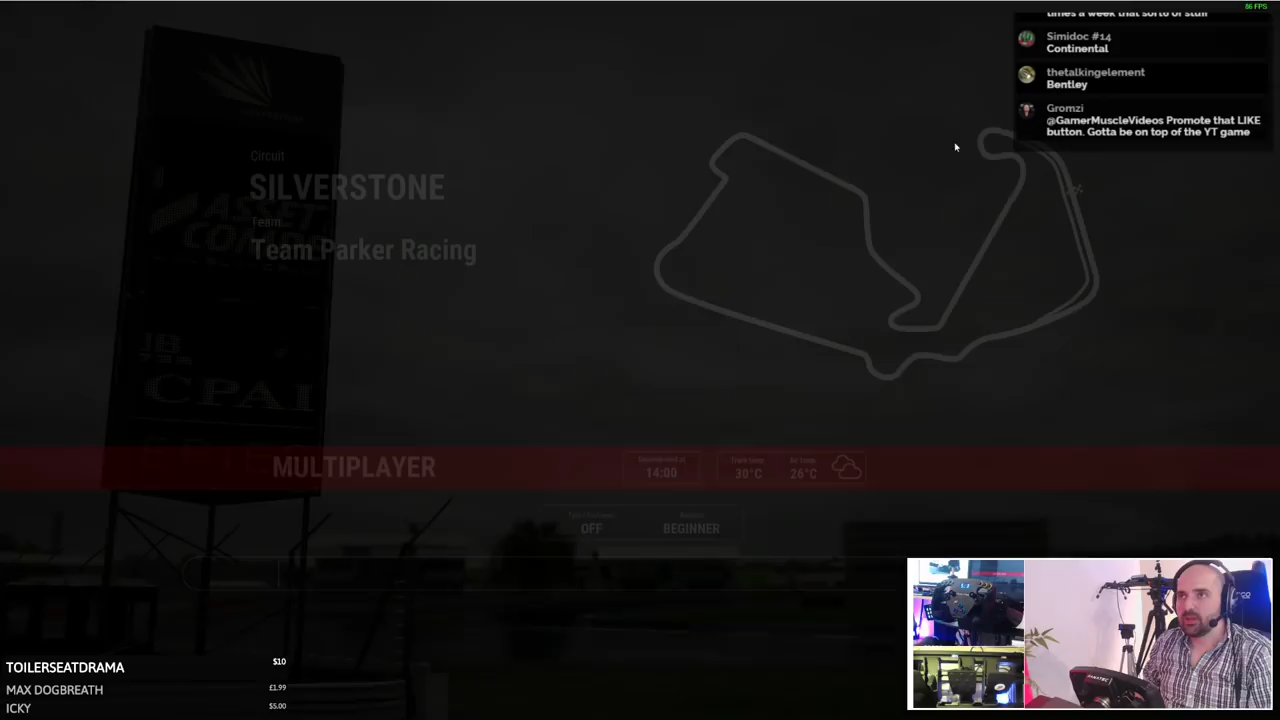 86 FPS
times a week that sorto of stuff
Simidoc #14
Continental
thetalkingelement
Bentley
Gromzi
@GamerMuscleVideos Promote that LIKE
button. Gotta be on top of the YT game
Circuit
SILVERSTONE
Team
Team Parker Racing
CPAI
MULTIPLAYER
14:00
30°C
26°C
OFF
BEGINNER
TOILERSEATDRAMA $10
MAX DOGBREATH £1.99
ICKY $5.00
FANATEC